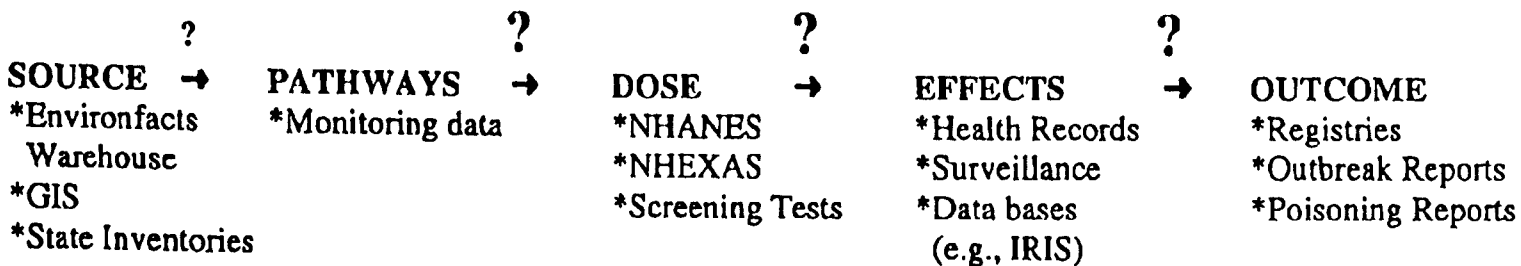 ? ? ? ?
SOURCE → PATHWAYS → DOSE → EFFECTS → OUTCOME
*Environfacts Warehouse
*GIS
*State Inventories
*Monitoring data
*NHANES
*NHEXAS
*Screening Tests
*Health Records
*Surveillance
*Data bases
(e.g., IRIS)
*Registries
*Outbreak Reports
*Poisoning Reports